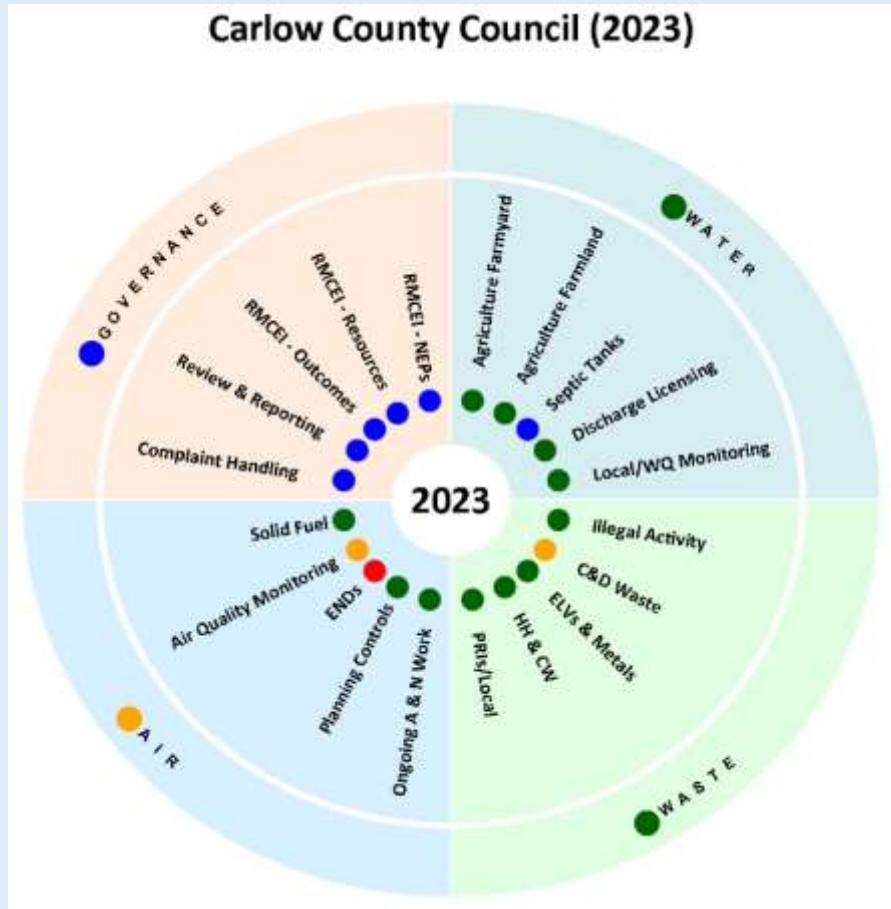 Carlow County Council (2023)
GOVERNANCE
RMCEI - NEPs
RMCEI - Resources
RMCEI - Outcomes
Review & Reporting
Complaint Handling
WATER
Agriculture Farmyard
Agriculture Farmland
Septic Tanks
Discharge Licensing
Local/WQ Monitoring
2023
AIR
Solid Fuel
Air Quality Monitoring
ENDs
Planning Controls
Ongoing A & N Work
WASTE
Illegal Activity
C&D Waste
ELVs & Metals
HH & CW
PRIs/Local